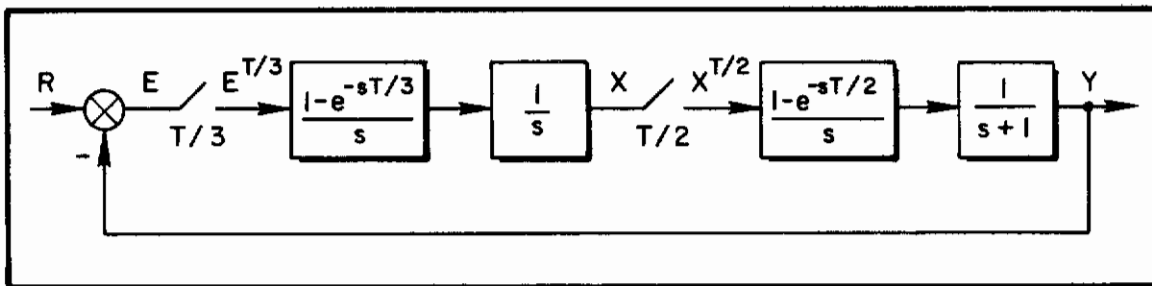 R
E
E^{T/3}
1-e^{-sT/3}
s
1
s
X
X^{T/2}
1-e^{-sT/2}
s
1
s+1
Y
T/3
T/2
-